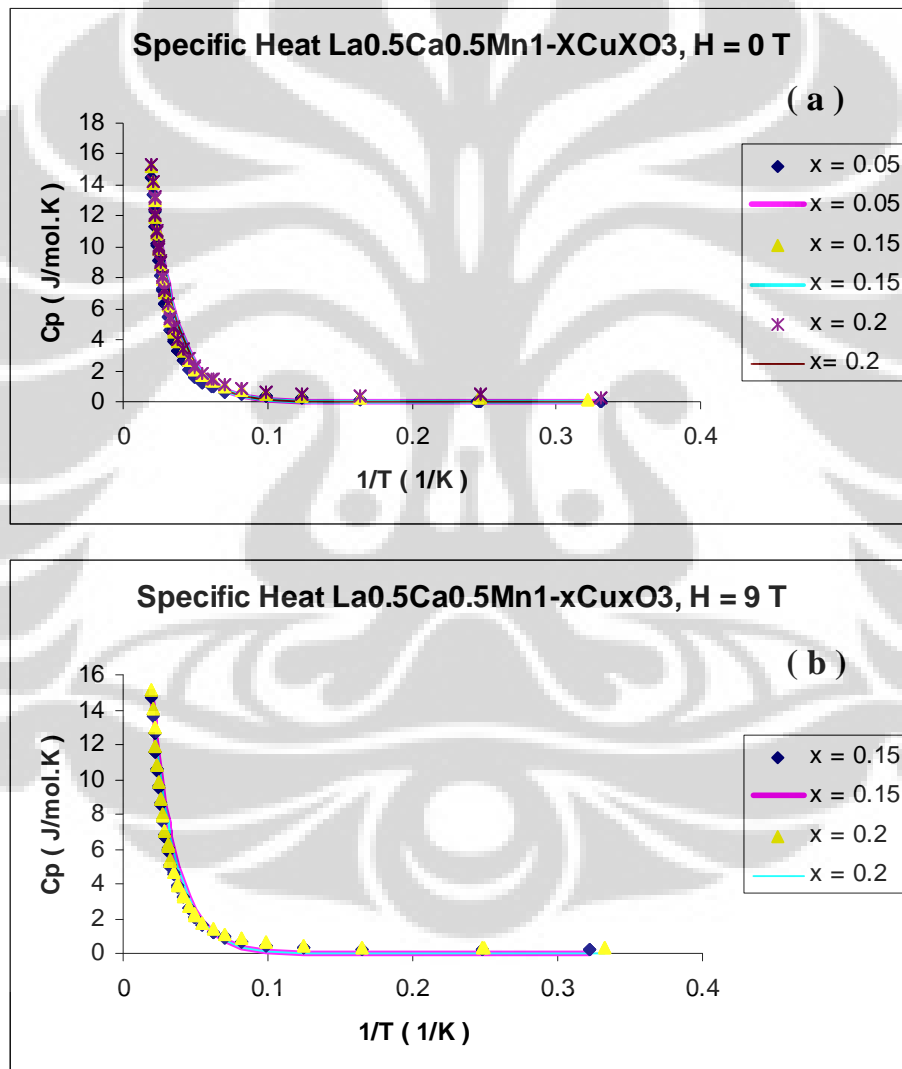 Specific Heat La0.5Ca0.5Mn1-XCuXO3, H = 0 T
( a )
18
16
14
12
10
8
6
4
2
0
Cp ( J/mol.K )
0 0.1 0.2 0.3 0.4
1/T ( 1/K )
x = 0.05
x = 0.05
x = 0.15
x = 0.15
x = 0.2
x= 0.2
Specific Heat La0.5Ca0.5Mn1-xCuxO3, H = 9 T
( b )
16
14
12
10
8
6
4
2
0
Cp ( J/mol.K )
0 0.1 0.2 0.3 0.4
1/T ( 1/K )
x = 0.15
x = 0.15
x = 0.2
x = 0.2